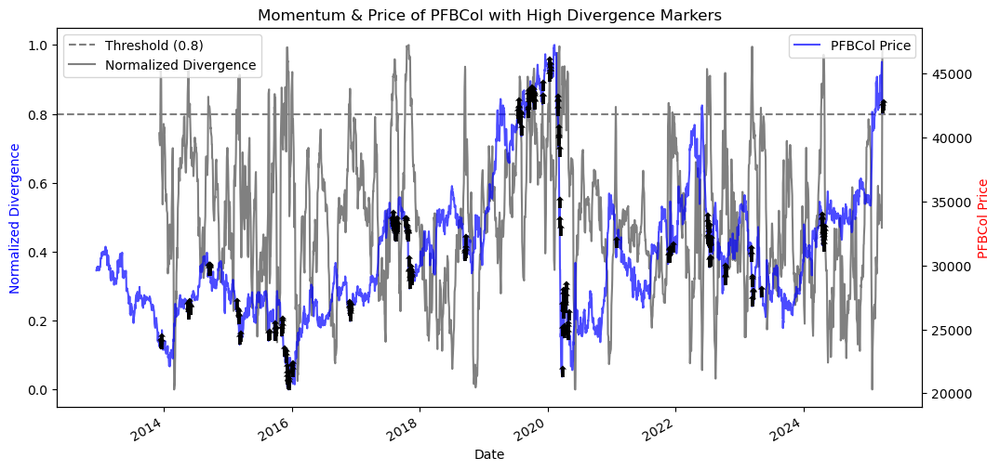 Momentum & Price of PFBCol with High Divergence Markers
Threshold (0.8)
Normalized Divergence
PFBCol Price
1.0
0.8
0.6
0.4
0.2
0.0
Normalized Divergence
45000
40000
35000
30000
25000
20000
PFBCol Price
2014
2016
2018
2020
2022
2024
Date